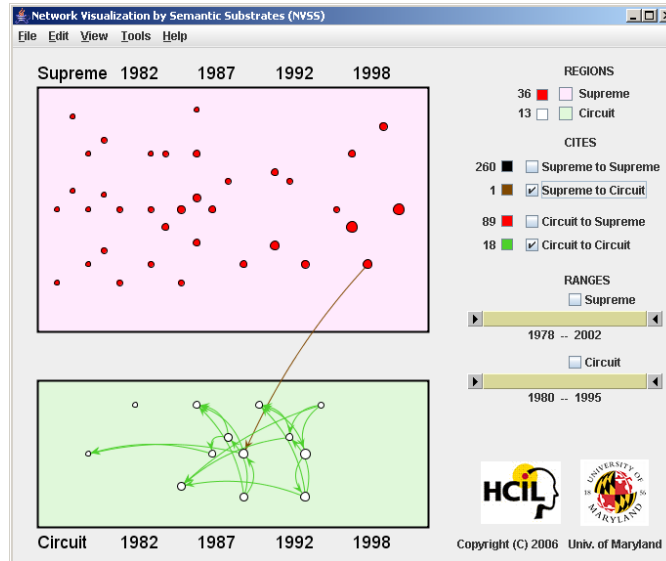 Network Visualization by Semantic Substrates (NVSS)
File Edit View Tools Help
Supreme 1982 1987 1992 1998
REGIONS
36 Supreme
13 Circuit
CITES
260 Supreme to Supreme
1 Supreme to Circuit
89 Circuit to Supreme
18 Circuit to Circuit
RANGES
Supreme
1978 -- 2002
Circuit
1980 -- 1995
HCIL
UNIVERSITY OF
18 56
MARYLAND
Circuit 1982 1987 1992 1998
Copyright (C) 2006 Univ. of Maryland